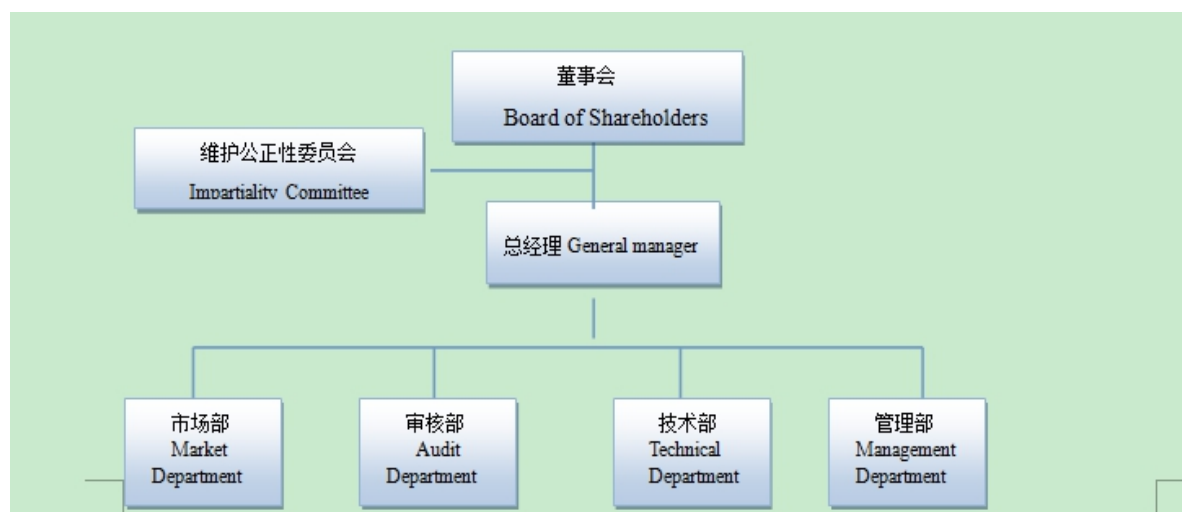 董事会
Board of Shareholders
维护公正性委员会
Impartiality Committee
总经理 General manager
市场部
Market
Department
审核部
Audit
Department
技术部
Technical
Department
管理部
Management
Department